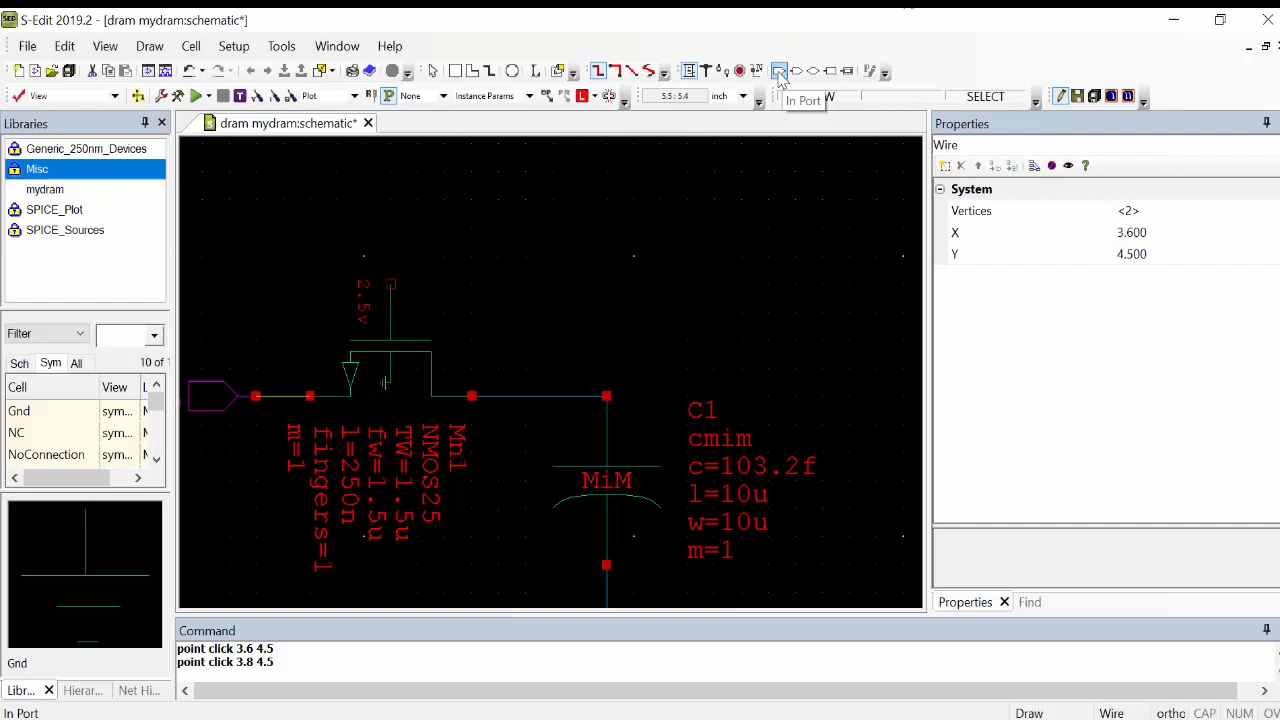 S-Edit 2019.2 - [dram mydram:schematic*]
File Edit View Draw Cell Setup Tools Window Help
View Plot None Instance Params 5.5 : 5.4 inch W SELECT
In Port
Libraries
dram mydram:schematic*
Properties
Generic_250nm_Devices
Misc
mydram
SPICE_Plot
SPICE_Sources
Wire
System
Vertices <2>
X 3.600
Y 4.500
Filter
Sch Sym All 10 of
Cell View
Gnd sym...
NC sym...
NoConnection sym...
Gnd
2.5v
Mn1
NMOS25
TW=1.5u
fw=1.5u
l=250n
fingers=1
m=1
MiM
C1
cmim
c=103.2f
l=10u
w=10u
m=1
Properties Find
Command
point click 3.6 4.5
point click 3.8 4.5
Libr... Hierar... Net Hi...
In Port Draw Wire ortho CAP NUM